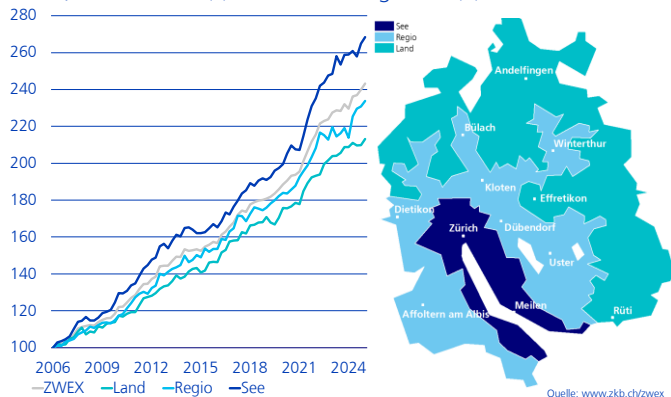 280
260
240
220
200
180
160
140
120
100
2006 2009 2012 2015 2018 2021 2024
ZWEX Land Regio See
See
Regio
Land
Andelfingen
Bülach
Winterthur
Kloten
Effretikon
Dietikon
Zürich
Dübendorf
Uster
Meilen
Affoltern am Albis
Rüti
Quelle: www.zkb.ch/zwex